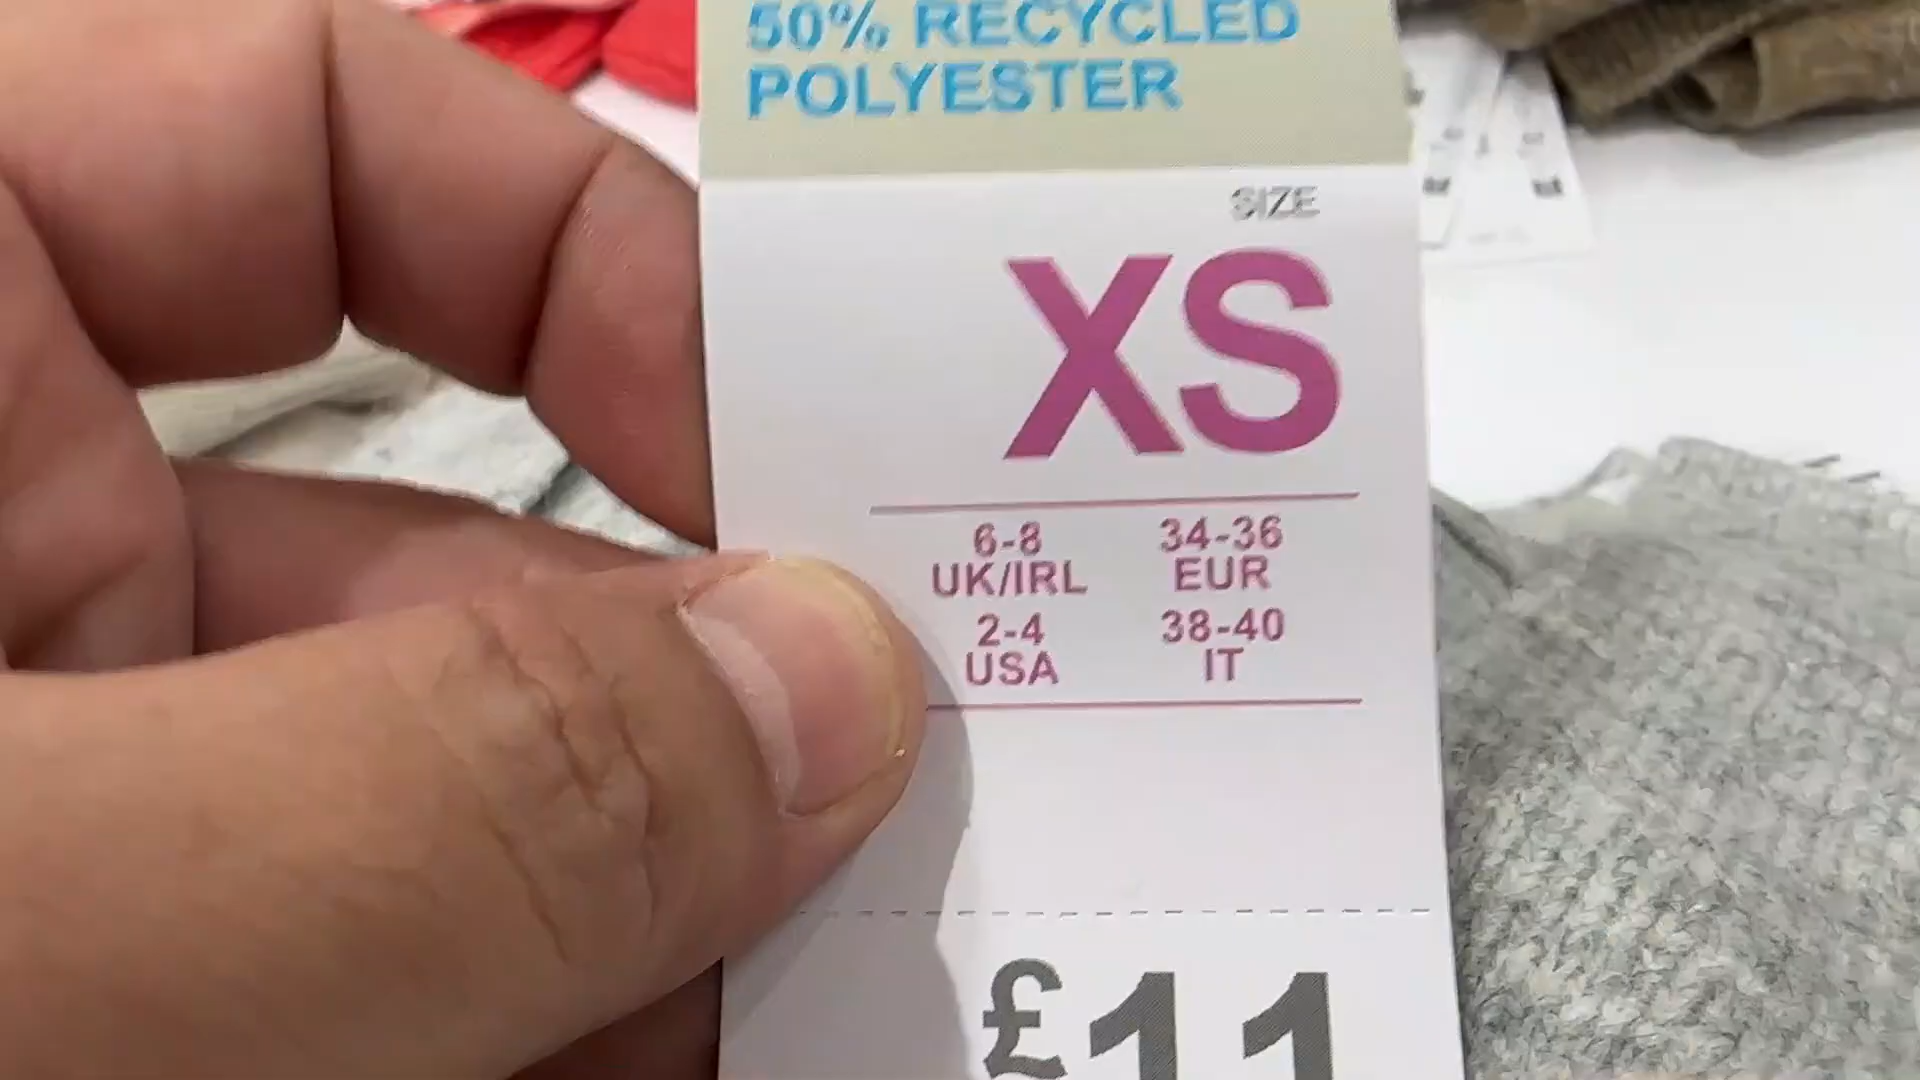 50% RECYCLED
POLYESTER
SIZE
XS
6-8 34-36
UK/IRL EUR
2-4 38-40
USA IT
£11